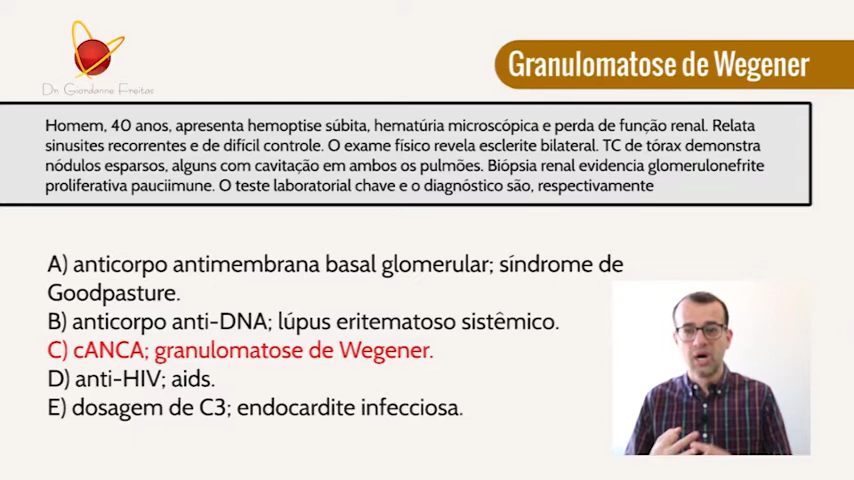 Dr. Giordanne Freitas
Granulomatose de Wegener
Homem, 40 anos, apresenta hemoptise súbita, hematúria microscópica e perda de função renal. Relata
sinusites recorrentes e de difícil controle. O exame físico revela esclerite bilateral. TC de tórax demonstra
nódulos esparsos, alguns com cavitação em ambos os pulmões. Biópsia renal evidencia glomerulonefrite
proliferativa pauciimune. O teste laboratorial chave e o diagnóstico são, respectivamente
A) anticorpo antimembrana basal glomerular; síndrome de
Goodpasture.
B) anticorpo anti-DNA; lúpus eritematoso sistêmico.
C) cANCA; granulomatose de Wegener.
D) anti-HIV; aids.
E) dosagem de C3; endocardite infecciosa.